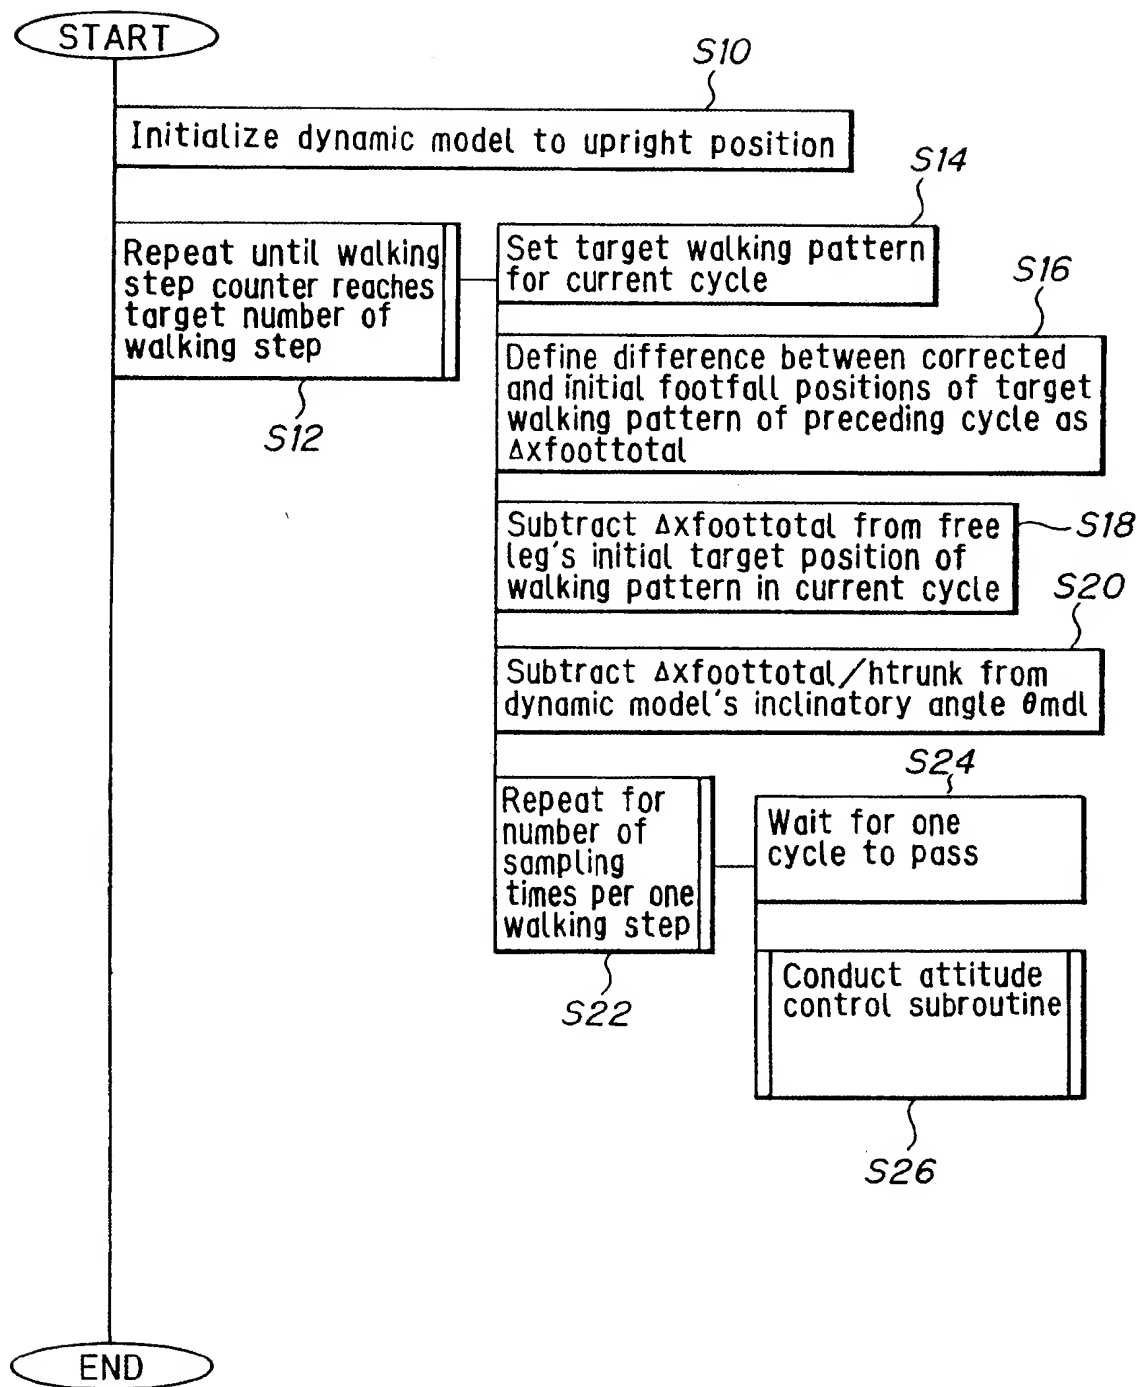 START
S10
Initialize dynamic model to upright position
S14
Repeat until walking
step counter reaches
target number of
walking step
S12
Set target walking pattern
for current cycle
S16
Define difference between corrected
and initial footfall positions of target
walking pattern of preceding cycle as
Δxfoottotal
Subtract Δxfoottotal from free
leg's initial target position of
walking pattern in current cycle
S18
S20
Subtract Δxfoottotal/htrunk from
dynamic model's inclinatory angle θmdl
S24
Repeat for
number of
sampling
times per one
walking step
S22
Wait for one
cycle to pass
Conduct attitude
control subroutine
S26
END